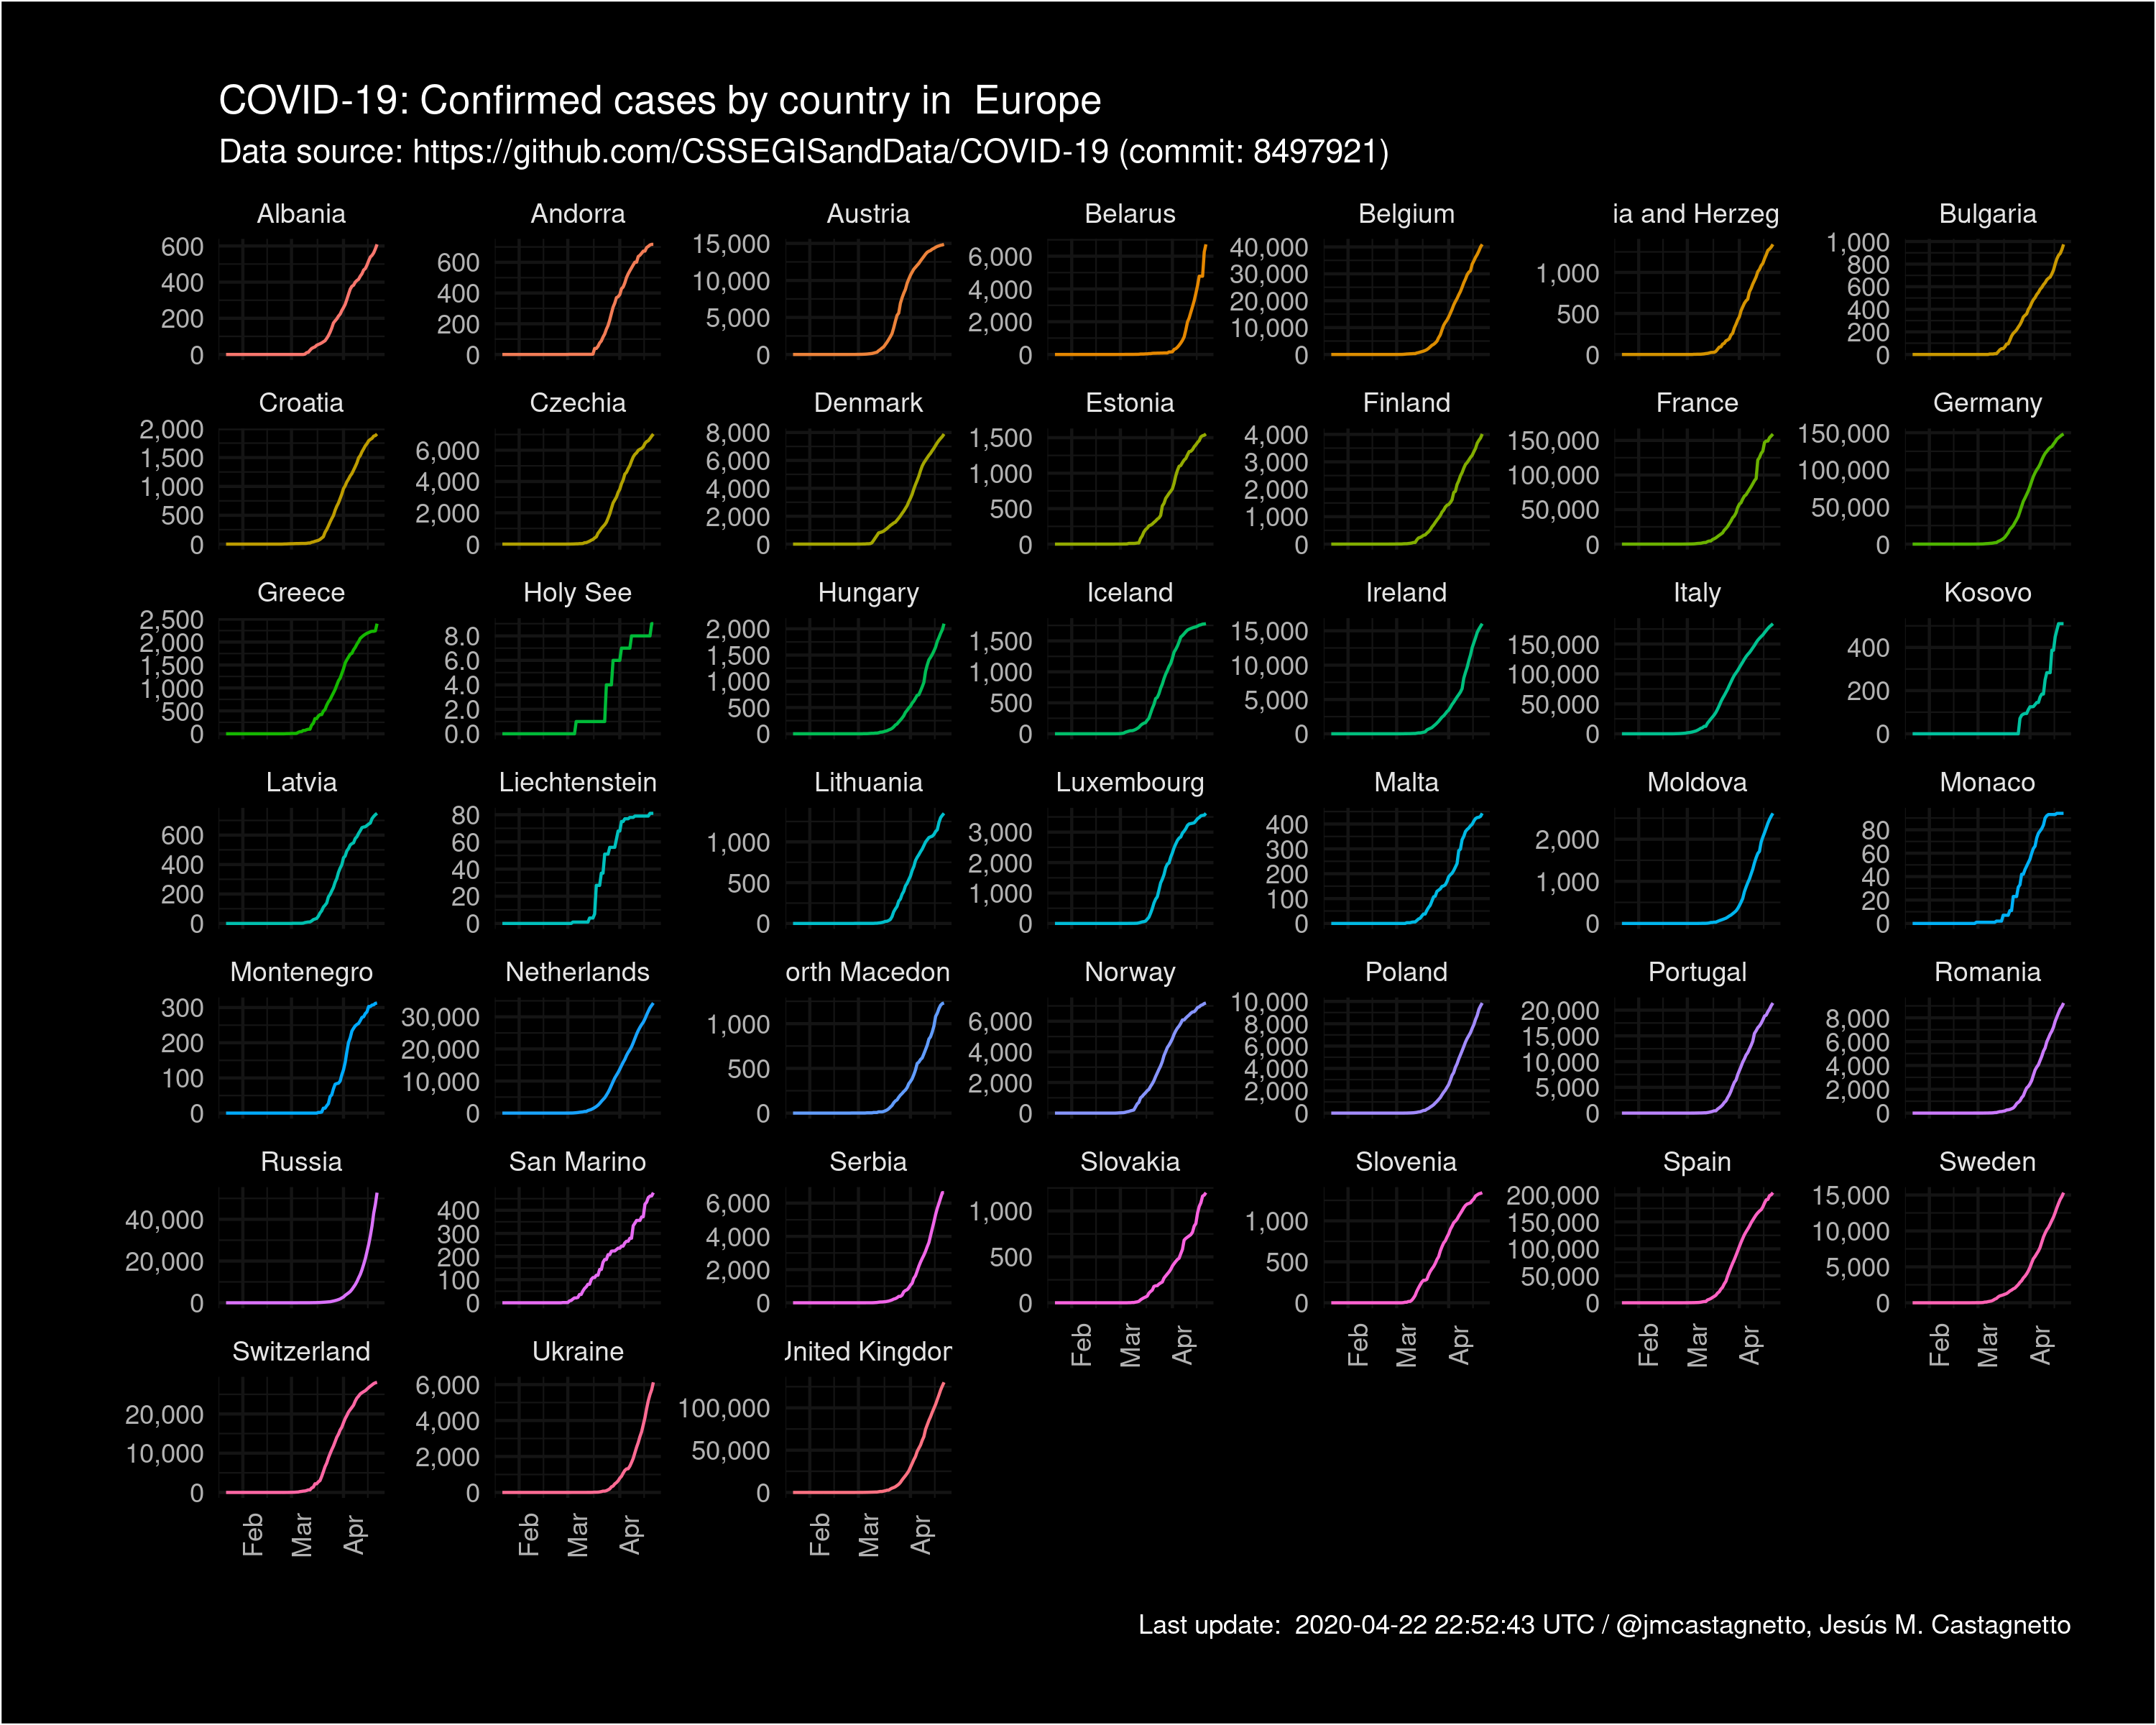 COVID-19: Confirmed cases by country in  Europe
Data source: https://github.com/CSSEGISandData/COVID-19 (commit: 8497921)
Albania
600
400
200
0
Andorra
600
400
200
0
Austria
15,000
10,000
5,000
0
Belarus
6,000
4,000
2,000
0
Belgium
40,000
30,000
20,000
10,000
0
ia and Herzeg
1,000
500
0
Bulgaria
1,000
800
600
400
200
0
Croatia
2,000
1,500
1,000
500
0
Czechia
6,000
4,000
2,000
0
Denmark
8,000
6,000
4,000
2,000
0
Estonia
1,500
1,000
500
0
Finland
4,000
3,000
2,000
1,000
0
France
150,000
100,000
50,000
0
Germany
150,000
100,000
50,000
0
Greece
2,500
2,000
1,500
1,000
500
0
Holy See
8.0
6.0
4.0
2.0
0.0
Hungary
2,000
1,500
1,000
500
0
Iceland
1,500
1,000
500
0
Ireland
15,000
10,000
5,000
0
Italy
150,000
100,000
50,000
0
Kosovo
400
200
0
Latvia
600
400
200
0
Liechtenstein
80
60
40
20
0
Lithuania
1,000
500
0
Luxembourg
3,000
2,000
1,000
0
Malta
400
300
200
100
0
Moldova
2,000
1,000
0
Monaco
80
60
40
20
0
Montenegro
300
200
100
0
Netherlands
30,000
20,000
10,000
0
orth Macedon
1,000
500
0
Norway
6,000
4,000
2,000
0
Poland
10,000
8,000
6,000
4,000
2,000
0
Portugal
20,000
15,000
10,000
5,000
0
Romania
8,000
6,000
4,000
2,000
0
Russia
40,000
20,000
0
San Marino
400
300
200
100
0
Serbia
6,000
4,000
2,000
0
Slovakia
1,000
500
0
Feb
Mar
Apr
Slovenia
1,000
500
0
Feb
Mar
Apr
Spain
200,000
150,000
100,000
50,000
0
Feb
Mar
Apr
Sweden
15,000
10,000
5,000
0
Feb
Mar
Apr
Switzerland
20,000
10,000
0
Feb
Mar
Apr
Ukraine
6,000
4,000
2,000
0
Feb
Mar
Apr
United Kingdom
100,000
50,000
0
Feb
Mar
Apr
Last update:  2020-04-22 22:52:43 UTC / @jmcastagnetto, Jesús M. Castagnetto